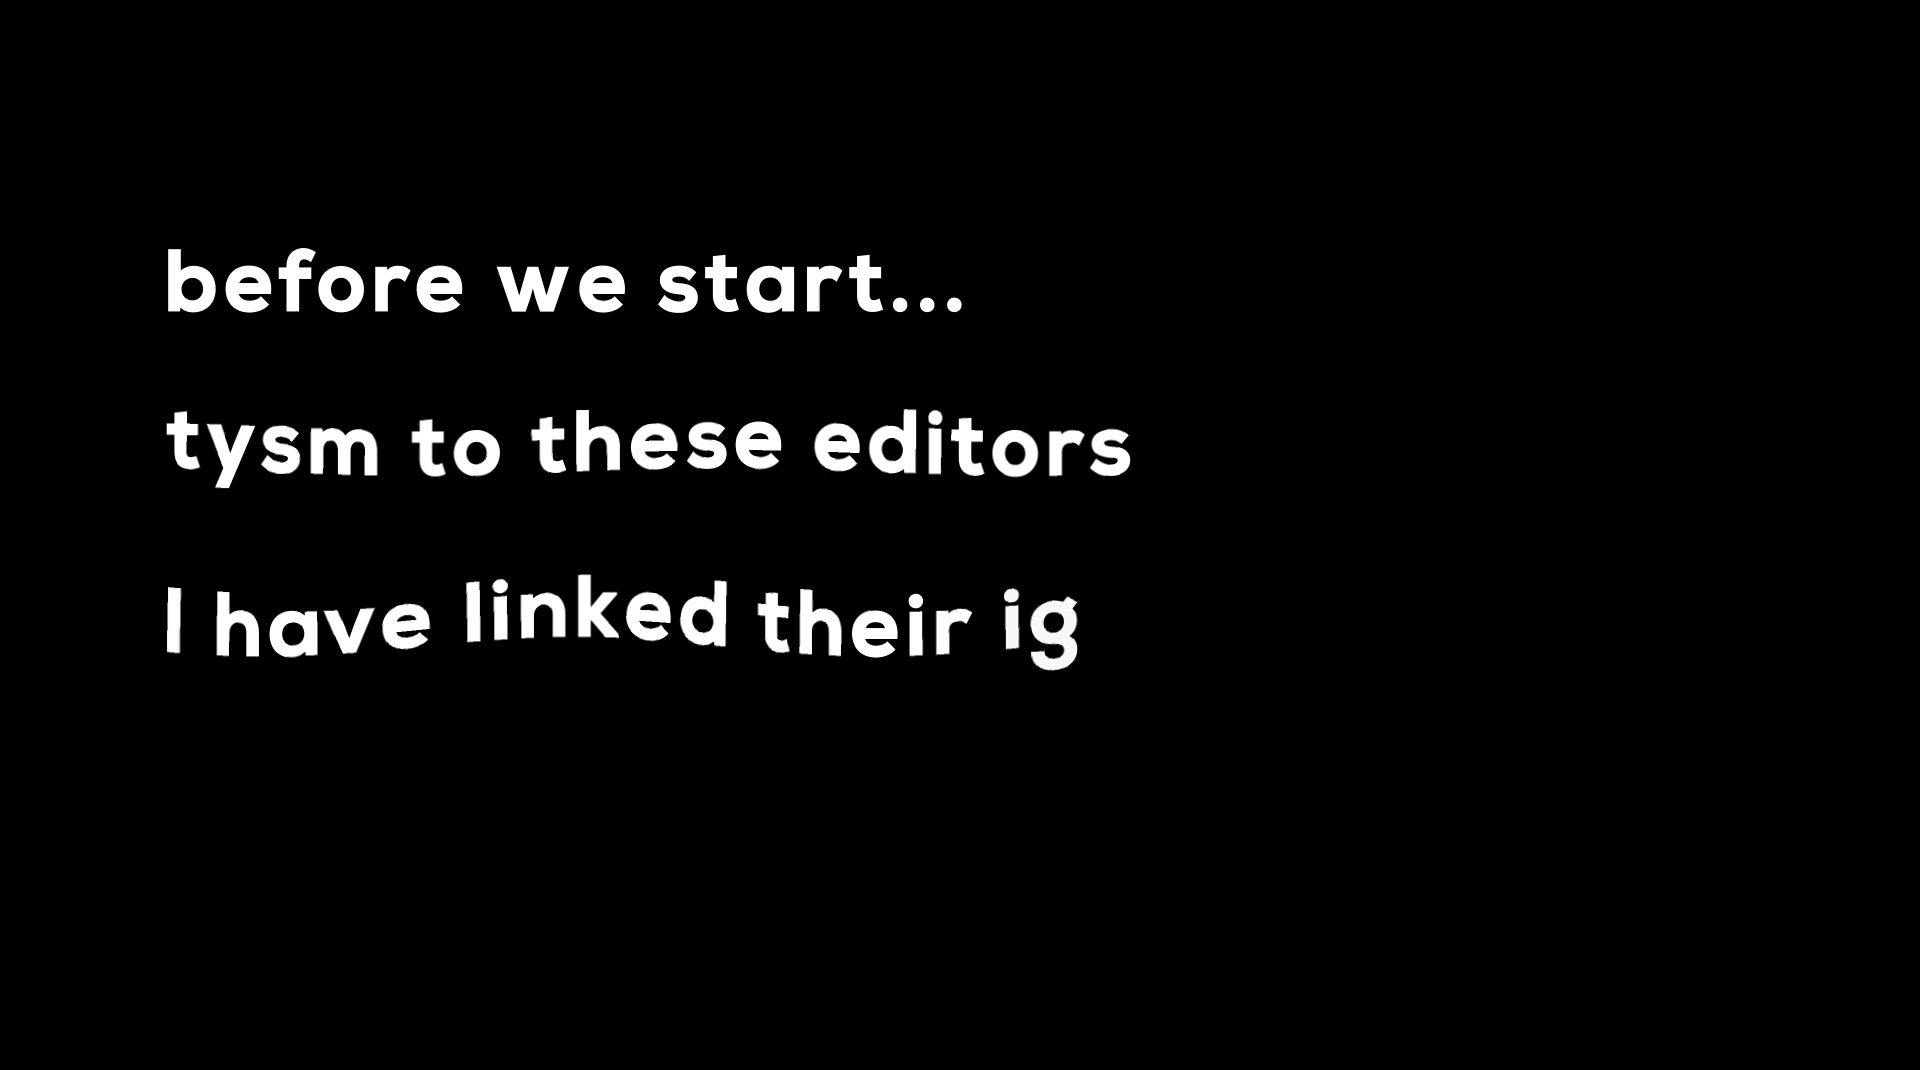 before we start...
tysm to these editors
I have linked their ig